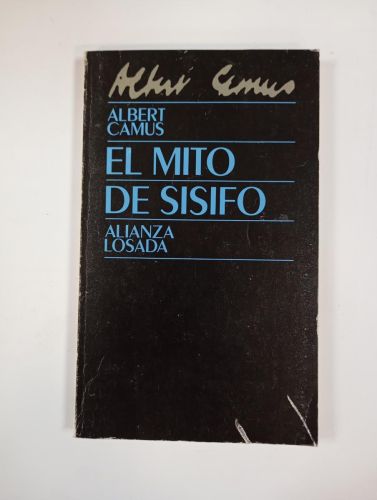 Albert Camus
ALBERT
CAMUS
EL MITO
DE SISIFO
ALIANZA
LOSADA